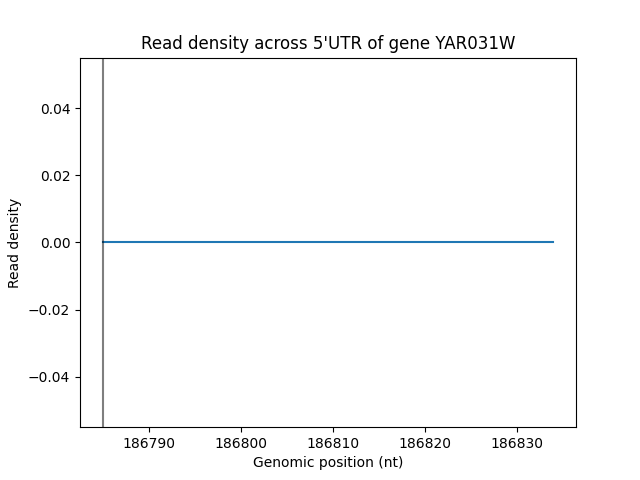 Read density across 5'UTR of gene YAR031W
0.04
0.02
0.00
−0.02
−0.04
Read density
186790 186800 186810 186820 186830
Genomic position (nt)